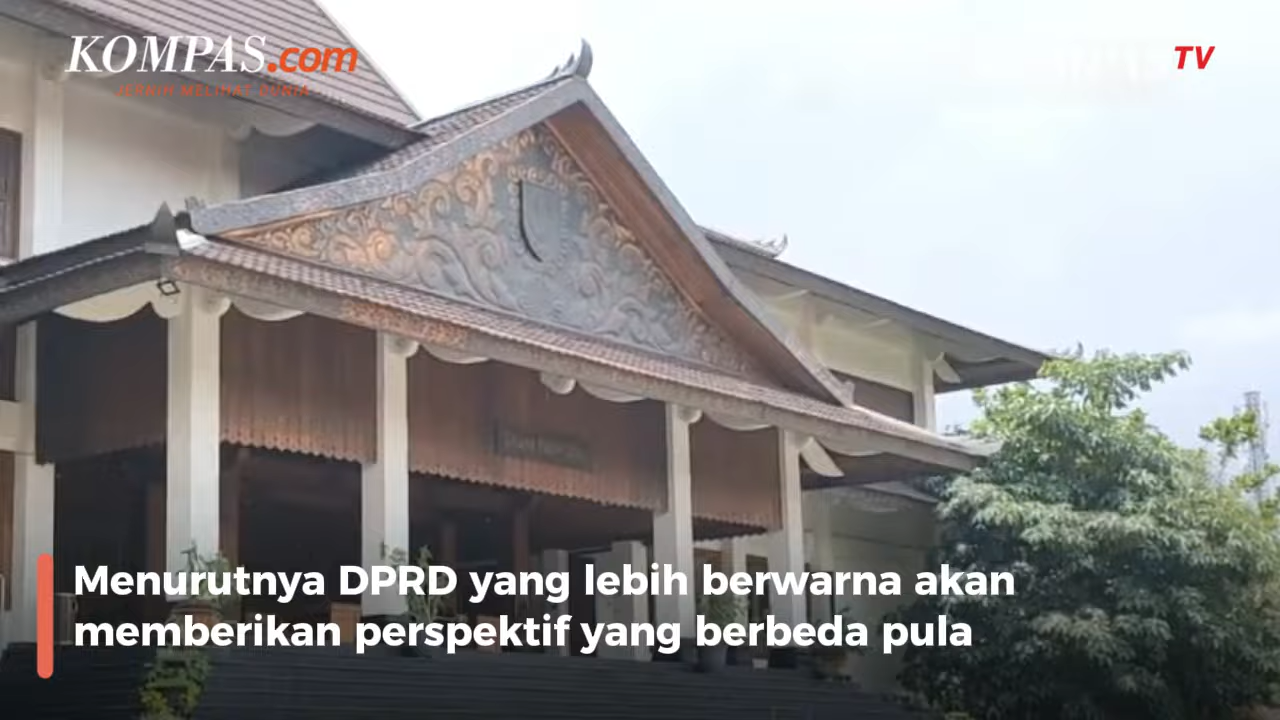 KOMPAS.com
JERNIH MELIHAT DUNIA
TV
Menurutnya DPRD yang lebih berwarna akan
memberikan perspektif yang berbeda pula